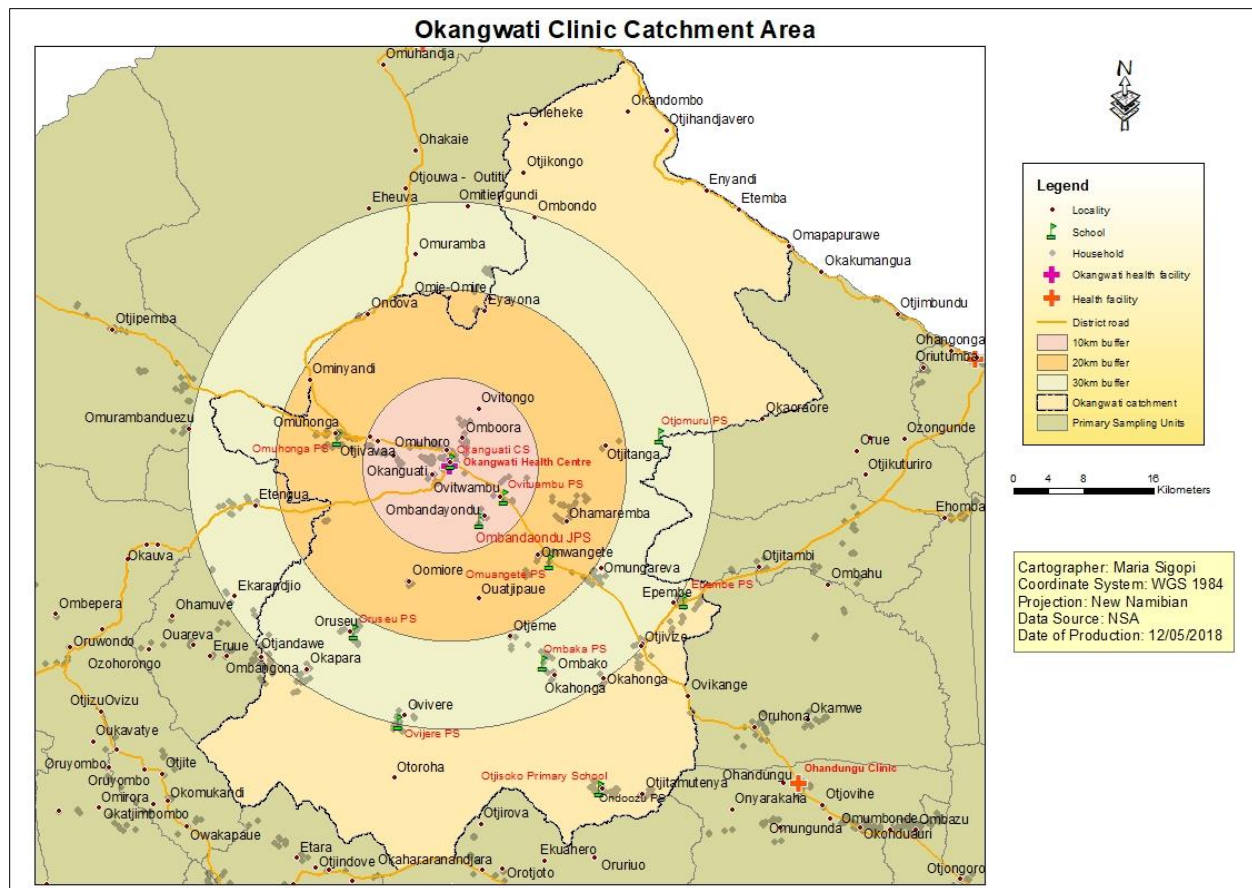 Okangwati Clinic Catchment Area
Omuhandja
Okandombo
Orleheke
Otjihandjavero
Ohakaie
Otjikongo
Otjouwa - Outiti
Enyandi
Eheuva
Omitiengundi
Etemba
Ombondo
Omapapurawe
Omuramba
Okakumangua
Omie-Omire
Ondova
Eyayona
Otjimbundu
Otjipemba
Ohangonga
Oriutumba
Ominyandi
Ovitongo
Omurambanduezu
Okaoraore
Omuhonga
Omboora
Otjomuru PS
Omuhonga PS
Otjivavaa
Omuhoro
Okanguati CS
Orue
Ozongunde
Okanguati
Okangwati Health Centre
Otjitanga
Otjikuturiro
Ovitwambu
Ovituambu PS
Etengua
Ombandayondu
Ohamaremba
Ehomba
Ombandaondu JPS
Okauva
Omwangete
Otjitambi
Oomiore
Omuangete PS
Omungareva
Ombahu
Ekarandjio
Ouatjipaue
Epembe PS
Epembe
Ombepera
Ohamuve
Oruseu
Oruseu PS
Oruwondo
Ouareva
Otjandawe
Otjeme
Otjivize
Eruue
Ombaka PS
Ozohorongo
Ombangona
Okapara
Ombako
Okahonga
Okahonga
OtjizuOvizu
Ovivere
Ovikange
Oukavatye
Ovijere PS
Oruhona
Okamwe
Oruyombo
Otjite
Otoroha
Otjisoko Primary School
Otjitamutenya
Ohandungu
Ohandungu Clinic
Oruyombo
Omirora
Okomukandi
Ondoozu PS
Onyarakaha
Otjovihe
Okatjimbombo
Otjirova
Omungunda
Omumbonde
Ombazu
Owakapaue
Okonduauri
Etara
Otjindove
Okahararanandjara
Ekuahero
Orotjoto
Oruriuo
Otjongoro
N
Legend
Locality
School
Household
Okangwati health facility
Health facility
District road
10km buffer
20km buffer
30km buffer
Okangwati catchment
Primary Sampling Units
0 4 8 16
Kilometers
Cartographer: Maria Sigopi
Coordinate System: WGS 1984
Projection: New Namibian
Data Source: NSA
Date of Production: 12/05/2018